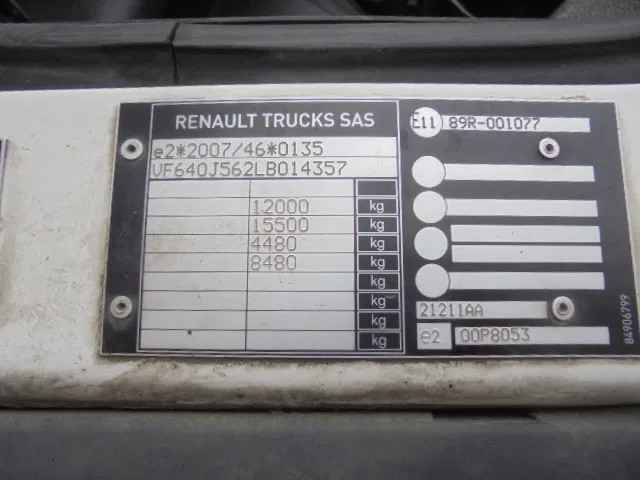 RENAULT TRUCKS SAS
e2*2007/46*0135
VF640J562LB014357
12000 kg
15500 kg
4480 kg
8480 kg
kg
kg
kg
kg
E11 89R-001077
21211AA
e2 00P8053
84906799